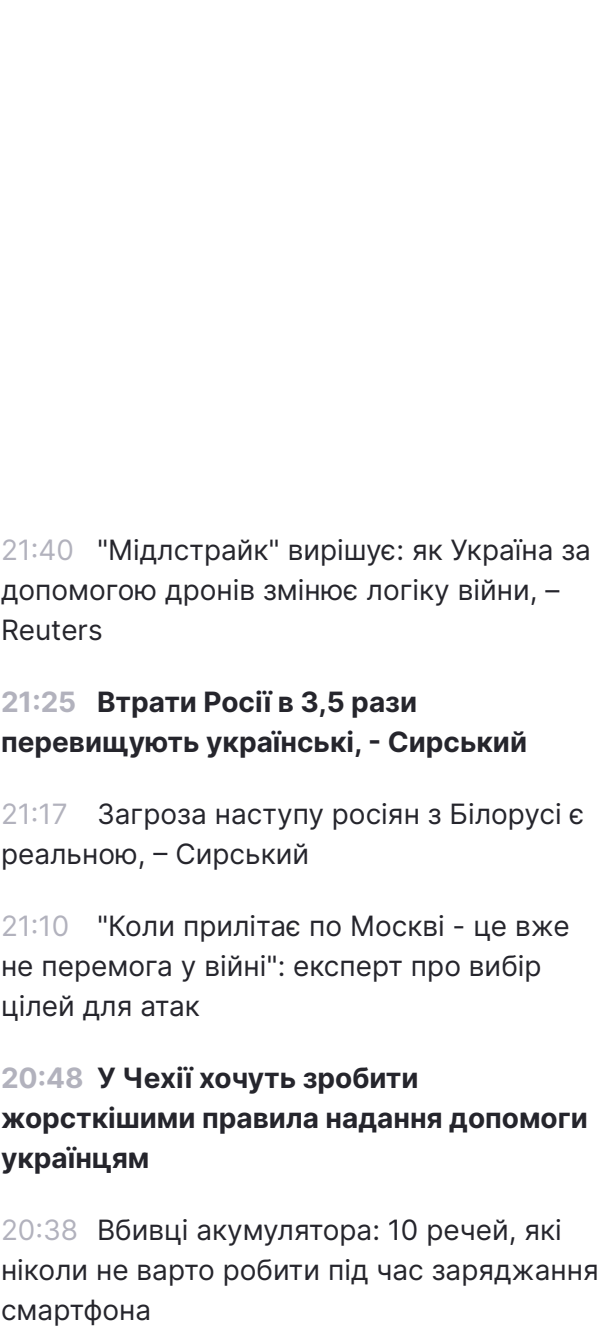 21:40 "Мідлстрайк" вирішує: як Україна за
допомогою дронів змінює логіку війни, –
Reuters
21:25 Втрати Росії в 3,5 рази
перевищують українські, - Сирський
21:17 Загроза наступу росіян з Білорусі є
реальною, – Сирський
21:10 "Коли прилітає по Москві - це вже
не перемога у війні": експерт про вибір
цілей для атак
20:48 У Чехії хочуть зробити
жорсткішими правила надання допомоги
українцям
20:38 Вбивці акумулятора: 10 речей, які
ніколи не варто робити під час заряджання
смартфона